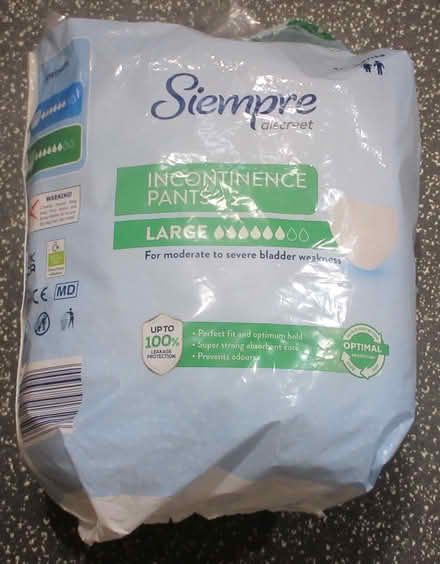 Siempre
discreet
INCONTINENCE
PANTS
LARGE
For moderate to severe bladder weakness
UP TO
100%
LEAKAGE
PROTECTION
• Perfect fit and optimum hold
• Super strong absorbent core
• Prevents odours
OPTIMAL
WARNING!
CE MD